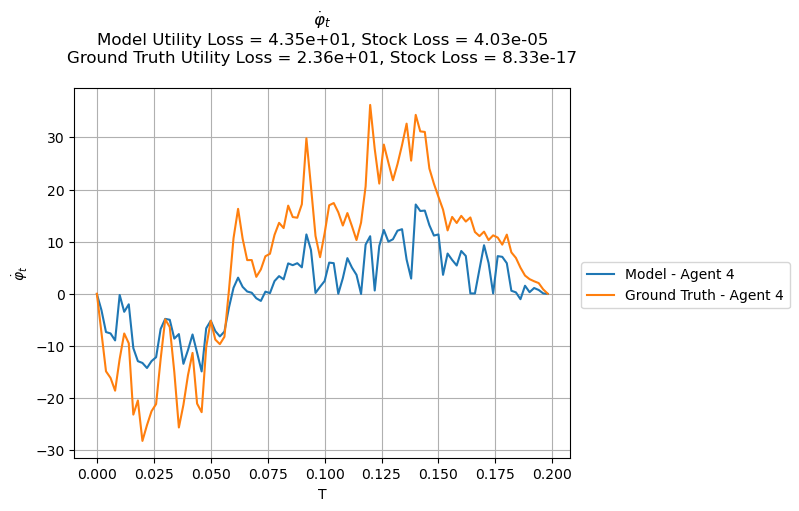 φ̇ₜ
Model Utility Loss = 4.35e+01, Stock Loss = 4.03e-05
Ground Truth Utility Loss = 2.36e+01, Stock Loss = 8.33e-17
30
20
10
0
−10
−20
−30
φ̇ₜ
0.000 0.025 0.050 0.075 0.100 0.125 0.150 0.175 0.200
T
Model - Agent 4
Ground Truth - Agent 4